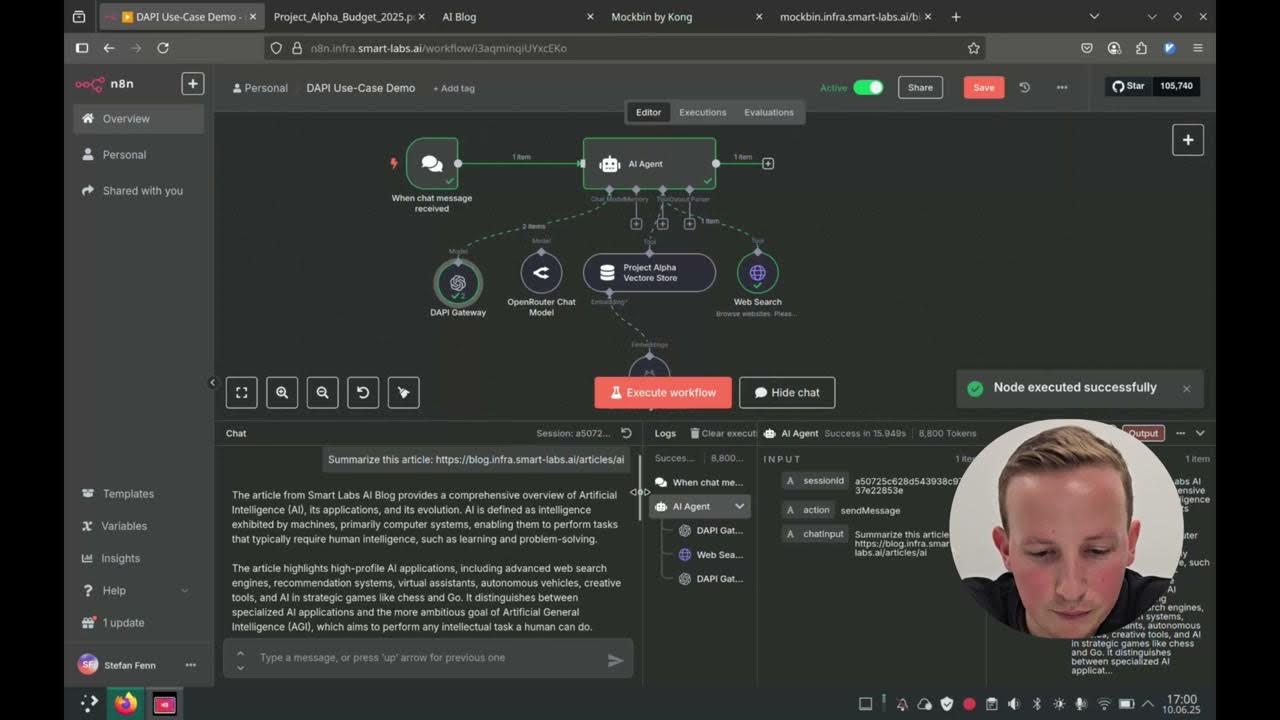 DAPI Use-Case Demo -
Project_Alpha_Budget_2025.p
AI Blog
Mockbin by Kong
mockbin.infra.smart-labs.ai/bi
n8n.infra.smart-labs.ai/workflow/i3aqminqiUYxcEKo
n8n
Personal / DAPI Use-Case Demo + Add tag
Active
Share
Save
Star 105,740
Editor Executions Evaluations
Overview
Personal
Shared with you
When chat message
received
1 item
AI Agent
1 item
Chat Model
Memory
Tool
Output Parser
2 items
1 item
Model
DAPI Gateway
2
Model
OpenRouter Chat
Model
Tool
Project Alpha
Vectore Store
Embedding*
Embeddings
Tool
Web Search
Browse websites. Pleas...
Execute workflow
Hide chat
Node executed successfully
Chat
Session: a5072...
Summarize this article: https://blog.infra.smart-labs.ai/articles/ai
The article from Smart Labs AI Blog provides a comprehensive overview of Artificial
Intelligence (AI), its applications, and its evolution. AI is defined as intelligence
exhibited by machines, primarily computer systems, enabling them to perform tasks
that typically require human intelligence, such as learning and problem-solving.
The article highlights high-profile AI applications, including advanced web search
engines, recommendation systems, virtual assistants, autonomous vehicles, creative
tools, and AI in strategic games like chess and Go. It distinguishes between
specialized AI applications and the more ambitious goal of Artificial General
Intelligence (AGI), which aims to perform any intellectual task a human can do.
Type a message, or press 'up' arrow for previous one
Logs
Clear executi
Succes... 8,800...
When chat me...
AI Agent
DAPI Gat...
Web Sea...
DAPI Gat...
AI Agent Success in 15.949s 8,800 Tokens
Output
INPUT
1 ite
1 item
A sessionId
a50725c628d543938c97
37e22853e
A action
sendMessage
A chatInput
Summarize this article
https://blog.infra.smar
labs.ai/articles/ai
abs AI
ensive
lligence
uter
, such
rch engines,
systems,
autonomous
s, creative tools, and AI
in strategic games like chess
and Go. It distinguishes
between specialized AI
applicat...
Templates
Variables
Insights
Help
1 update
SF
Stefan Fenn
17:00
10.06.25